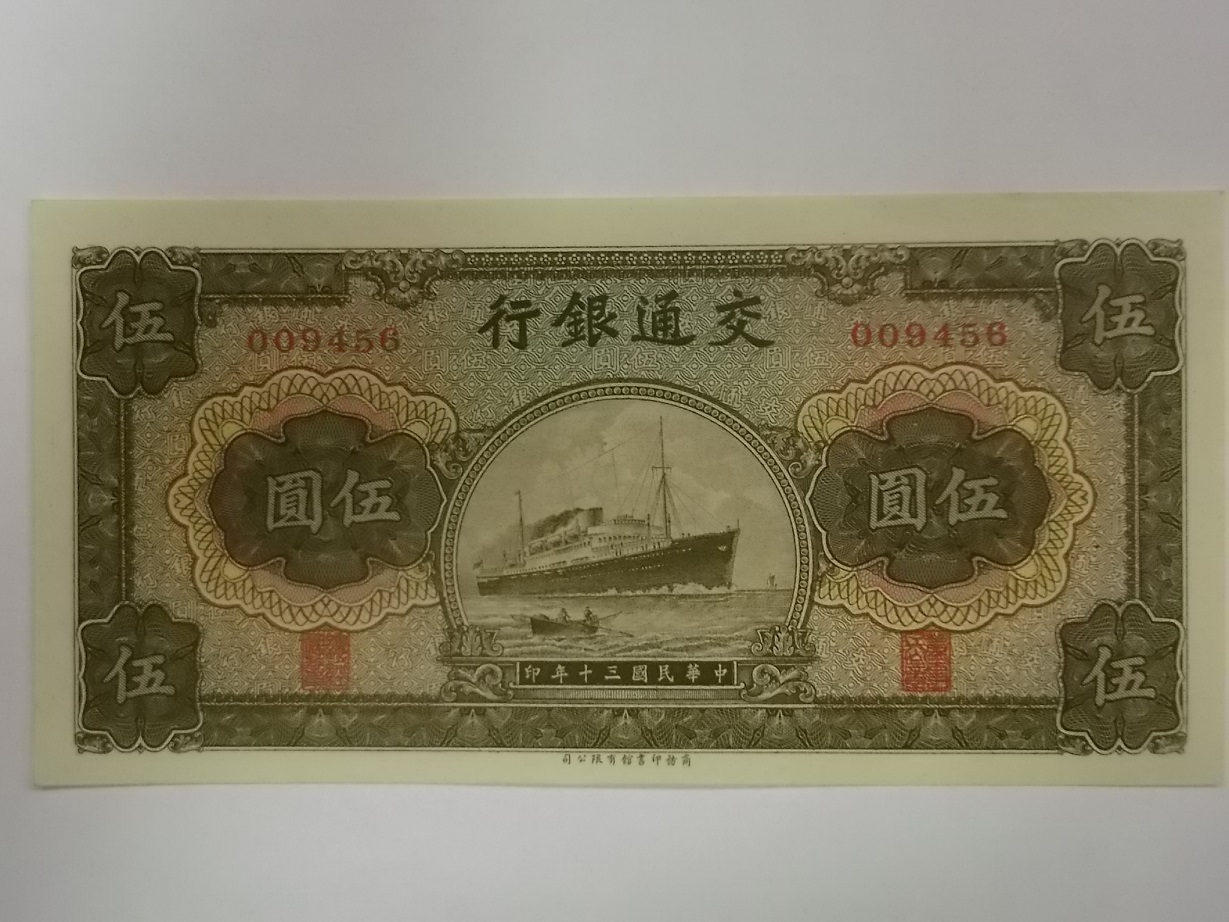 伍 伍
交通銀行
009456 009456
伍圓 伍圓
中華民國三十年印
伍 伍
商務印書館有限公司